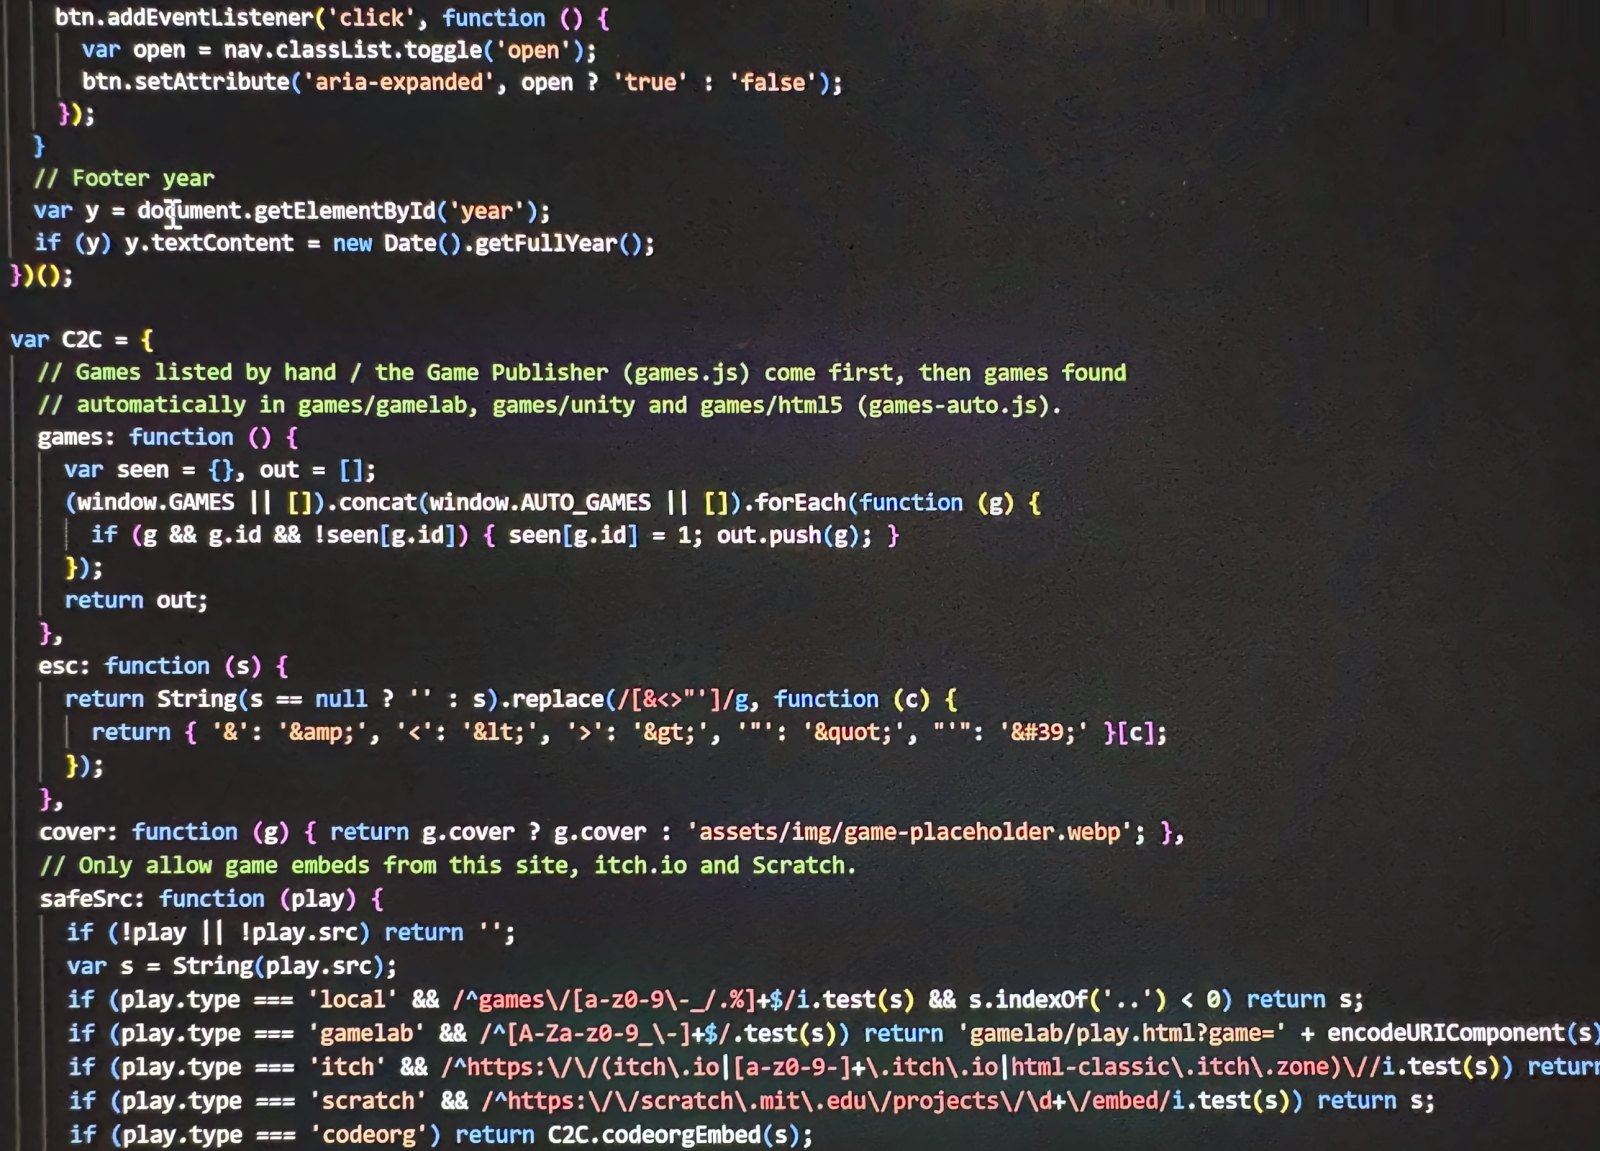 btn.addEventListener('click', function () {
var open = nav.classList.toggle('open');
btn.setAttribute('aria-expanded', open ? 'true' : 'false');
});
}
// Footer year
var y = document.getElementById('year');
if (y) y.textContent = new Date().getFullYear();
})();
var C2C = {
// Games listed by hand / the Game Publisher (games.js) come first, then games found
// automatically in games/gamelab, games/unity and games/html5 (games-auto.js).
games: function () {
var seen = {}, out = [];
(window.GAMES || []).concat(window.AUTO_GAMES || []).forEach(function (g) {
if (g && g.id && !seen[g.id]) { seen[g.id] = 1; out.push(g); }
});
return out;
},
esc: function (s) {
return String(s == null ? '' : s).replace(/[&<>"']/g, function (c) {
return { '&': '&amp;', '<': '&lt;', '>': '&gt;', '"': '&quot;', "'": '&#39;' }[c];
});
},
cover: function (g) { return g.cover ? g.cover : 'assets/img/game-placeholder.webp'; },
// Only allow game embeds from this site, itch.io and Scratch.
safeSrc: function (play) {
if (!play || !play.src) return '';
var s = String(play.src);
if (play.type === 'local' && /^games\/[a-z0-9\-_/.%]+$/i.test(s) && s.indexOf('..') < 0) return s;
if (play.type === 'gamelab' && /^[A-Za-z0-9_\-]+$/.test(s)) return 'gamelab/play.html?game=' + encodeURIComponent(s)
if (play.type === 'itch' && /^https:\/\/(itch\.io|[a-z0-9-]+\.itch\.io|html-classic\.itch\.zone)\//i.test(s)) return
if (play.type === 'scratch' && /^https:\/\/scratch\.mit\.edu\/projects\/\d+\/embed/i.test(s)) return s;
if (play.type === 'codeorg') return C2C.codeorgEmbed(s);